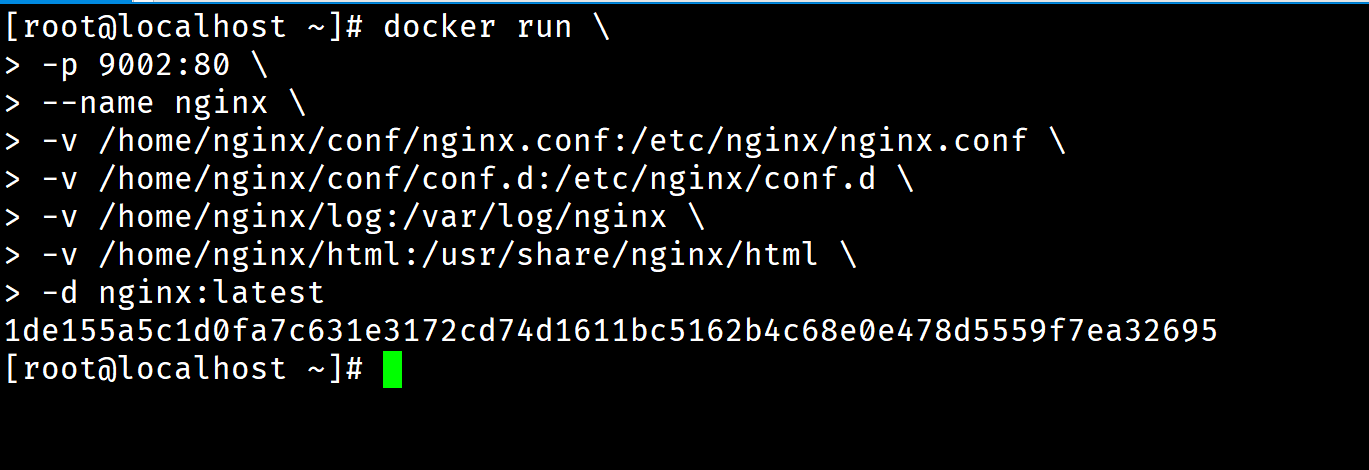 [root@localhost ~]# docker run \
> -p 9002:80 \
> --name nginx \
> -v /home/nginx/conf/nginx.conf:/etc/nginx/nginx.conf \
> -v /home/nginx/conf/conf.d:/etc/nginx/conf.d \
> -v /home/nginx/log:/var/log/nginx \
> -v /home/nginx/html:/usr/share/nginx/html \
> -d nginx:latest
1de155a5c1d0fa7c631e3172cd74d1611bc5162b4c68e0e478d5559f7ea32695
[root@localhost ~]#